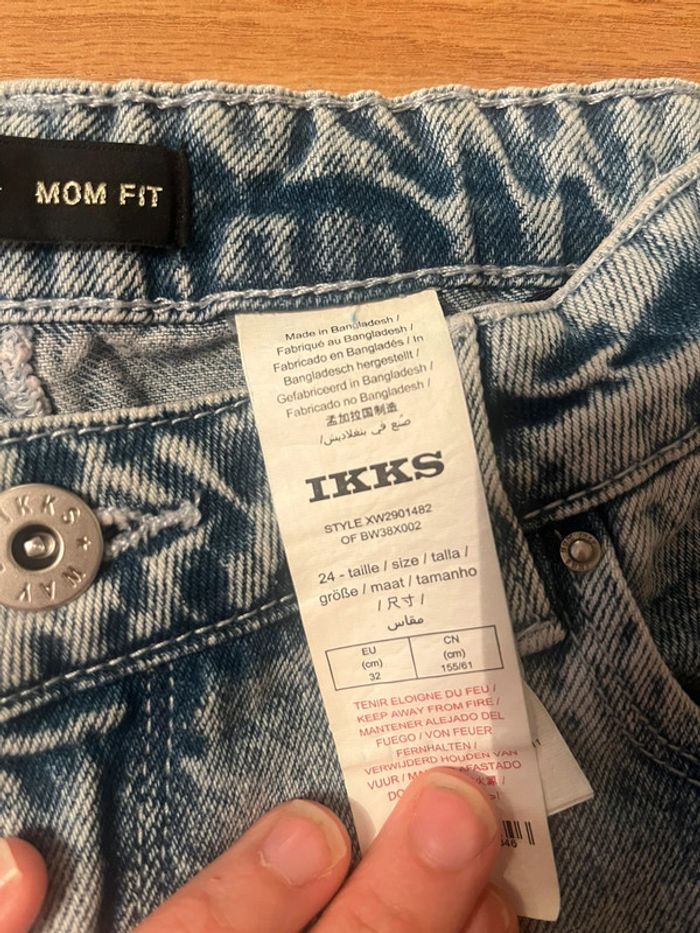 MOM FIT
Made in Bangladesh /
Fabriqué au Bangladesh /
Fabricado en Bangladés / In
Bangladesch hergestellt /
Gefabriceerd in Bangladesh /
Fabricado no Bangladesh /
孟加拉国制造
صنع في بنغلاديش/
IKKS
STYLE XW2901482
OF BW38X002
24 - taille / size / talla /
größe / maat / tamanho
/ 尺寸 /
مقاس
EU
(cm)
32
CN
(cm)
155/61
TENIR ELOIGNE DU FEU /
KEEP AWAY FROM FIRE /
MANTENER ALEJADO DEL
FUEGO / VON FEUER
FERNHALTEN /
VERWIJDERD HOUDEN VAN
VUUR / AFASTADO
IKKS WAY